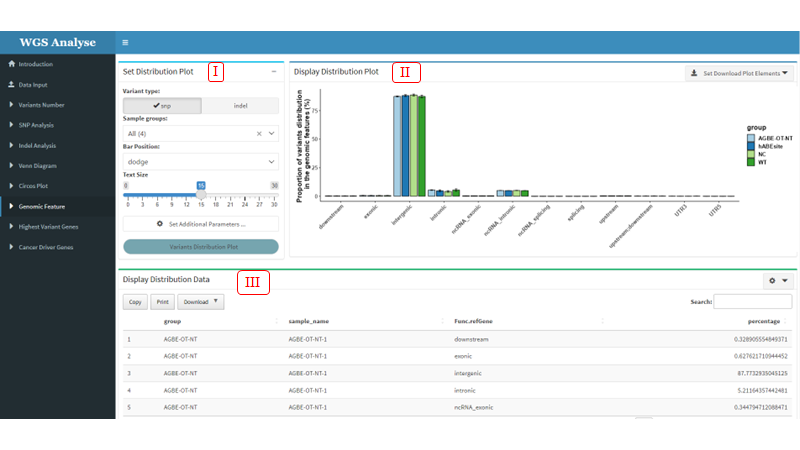 WGS Analyse
Introduction
Data Input
Variants Number
SNP Analysis
Indel Analysis
Venn Diagram
Circos Plot
Genomic Feature
Highest Variant Genes
Cancer Driver Genes
Set Distribution Plot
I
Variant type:
snp indel
Sample groups:
All (4)
Bar Position:
dodge
Text Size
0 15 30
0 3 6 9 12 15 18 21 24 27 30
Set Additional Parameters ...
Variants Distribution Plot
Display Distribution Plot
II
Set Download Plot Elements
Proportion of variants distribution
in the genomic features (%)
75
50
25
0
downstream
exonic
intergenic
intronic
ncRNA_exonic
ncRNA_intronic
ncRNA_splicing
splicing
upstream
upstream;downstream
UTR3
UTR5
group
AGBE-OT-NT
hABEsite
NC
WT
Display Distribution Data
III
Copy Print Download
Search:
group sample_name Func.refGene percentage
1 AGBE-OT-NT AGBE-OT-NT-1 downstream 0.328905554849371
2 AGBE-OT-NT AGBE-OT-NT-1 exonic 0.627621710944452
3 AGBE-OT-NT AGBE-OT-NT-1 intergenic 87.7732935045125
4 AGBE-OT-NT AGBE-OT-NT-1 intronic 5.21164357442481
5 AGBE-OT-NT AGBE-OT-NT-1 ncRNA_exonic 0.344794712088471